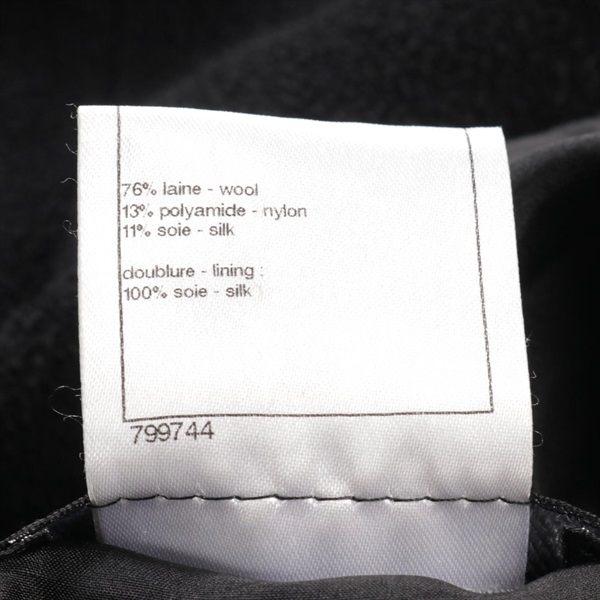 76% laine - wool
13% polyamide - nylon
11% soie - silk
doublure - lining :
100% soie - silk
799744